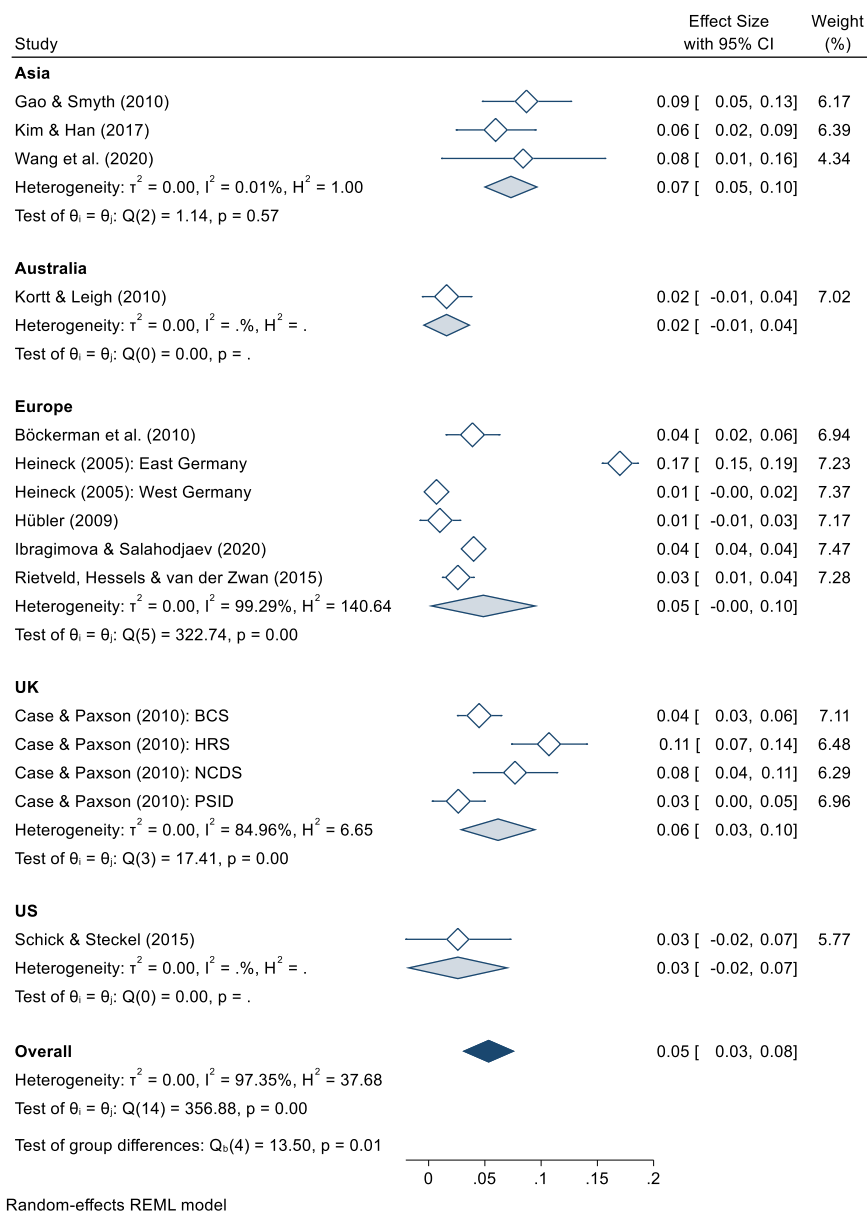 Effect Size Weight
Study with 95% CI (%)
Asia
Gao & Smyth (2010) 0.09 [ 0.05, 0.13] 6.17
Kim & Han (2017) 0.06 [ 0.02, 0.09] 6.39
Wang et al. (2020) 0.08 [ 0.01, 0.16] 4.34
Heterogeneity: τ² = 0.00, I² = 0.01%, H² = 1.00 0.07 [ 0.05, 0.10]
Test of θᵢ = θⱼ: Q(2) = 1.14, p = 0.57
Australia
Kortt & Leigh (2010) 0.02 [ -0.01, 0.04] 7.02
Heterogeneity: τ² = 0.00, I² = .%, H² = . 0.02 [ -0.01, 0.04]
Test of θᵢ = θⱼ: Q(0) = 0.00, p = .
Europe
Böckerman et al. (2010) 0.04 [ 0.02, 0.06] 6.94
Heineck (2005): East Germany 0.17 [ 0.15, 0.19] 7.23
Heineck (2005): West Germany 0.01 [ -0.00, 0.02] 7.37
Hübler (2009) 0.01 [ -0.01, 0.03] 7.17
Ibragimova & Salahodjaev (2020) 0.04 [ 0.04, 0.04] 7.47
Rietveld, Hessels & van der Zwan (2015) 0.03 [ 0.01, 0.04] 7.28
Heterogeneity: τ² = 0.00, I² = 99.29%, H² = 140.64 0.05 [ -0.00, 0.10]
Test of θᵢ = θⱼ: Q(5) = 322.74, p = 0.00
UK
Case & Paxson (2010): BCS 0.04 [ 0.03, 0.06] 7.11
Case & Paxson (2010): HRS 0.11 [ 0.07, 0.14] 6.48
Case & Paxson (2010): NCDS 0.08 [ 0.04, 0.11] 6.29
Case & Paxson (2010): PSID 0.03 [ 0.00, 0.05] 6.96
Heterogeneity: τ² = 0.00, I² = 84.96%, H² = 6.65 0.06 [ 0.03, 0.10]
Test of θᵢ = θⱼ: Q(3) = 17.41, p = 0.00
US
Schick & Steckel (2015) 0.03 [ -0.02, 0.07] 5.77
Heterogeneity: τ² = 0.00, I² = .%, H² = . 0.03 [ -0.02, 0.07]
Test of θᵢ = θⱼ: Q(0) = 0.00, p = .
Overall 0.05 [ 0.03, 0.08]
Heterogeneity: τ² = 0.00, I² = 97.35%, H² = 37.68
Test of θᵢ = θⱼ: Q(14) = 356.88, p = 0.00
Test of group differences: Q_b(4) = 13.50, p = 0.01
0 .05 .1 .15 .2
Random-effects REML model